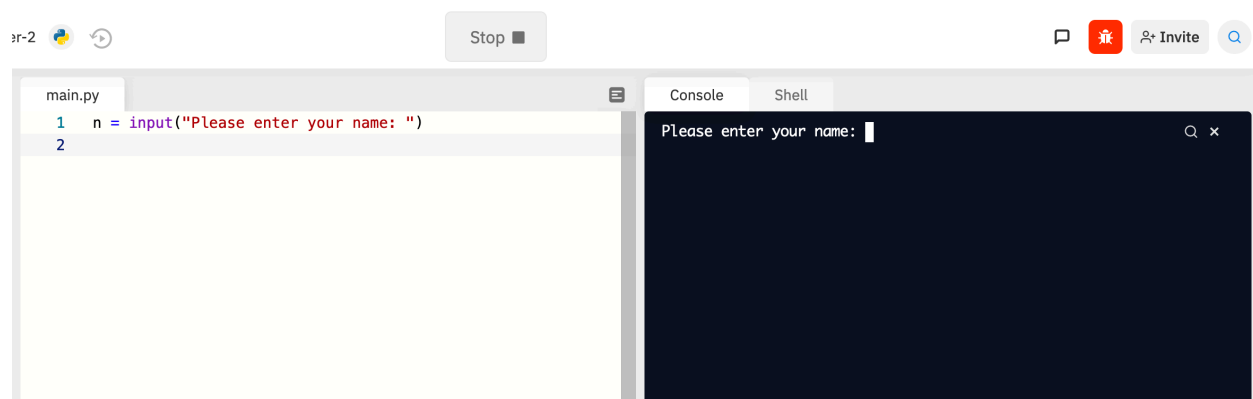 er-2
Stop
Invite
main.py
1 n = input("Please enter your name: ")
2
Console Shell
Please enter your name: